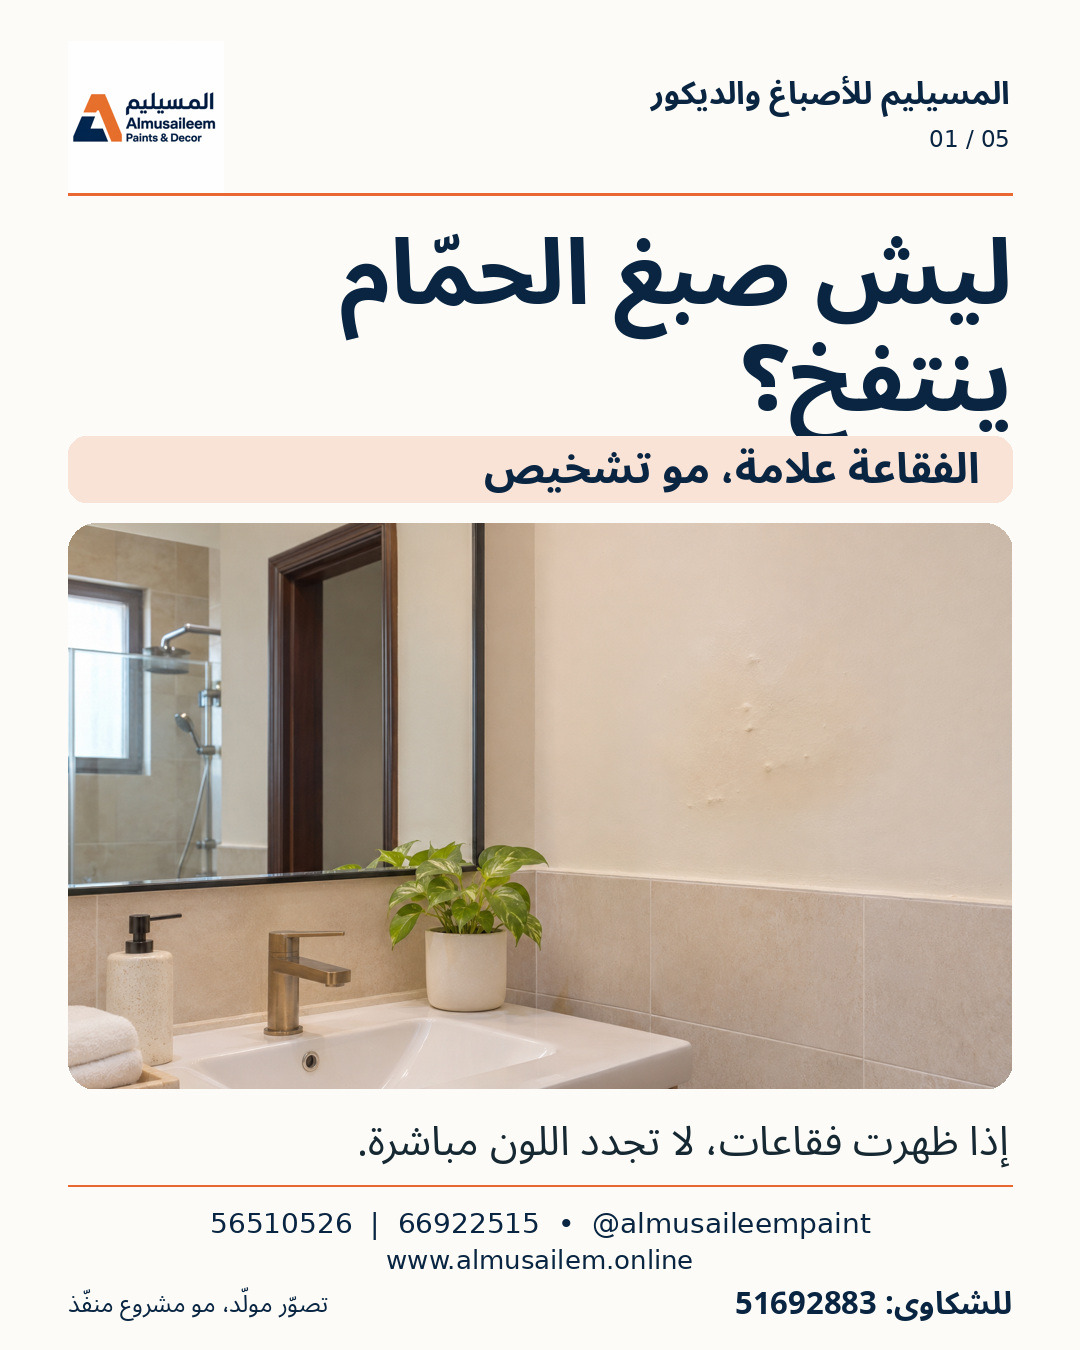 المسيليم
Almusaileem
Paints & Decor
المسيليم للأصباغ والديكور
01 / 05
ليش صبغ الحمّام
ينتفخ؟
الفقاعة علامة، مو تشخيص
إذا ظهرت فقاعات، لا تجدد اللون مباشرة.
56510526 | 66922515 • @almusaileempaint
www.almusailem.online
للشكاوى: 51692883
تصوّر مولّد، مو مشروع منفّذ